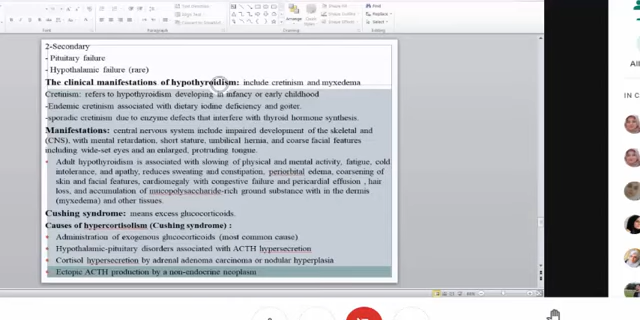 2-Secondary
- Pituitary failure
- Hypothalamic failure (rare)
The clinical manifestations of hypothyroidism: include cretinism and myxedema
Cretinism: refers to hypothyroidism developing in infancy or early childhood
-Endemic cretinism associated with dietary iodine deficiency and goiter.
-sporadic cretinism due to enzyme defects that interfere with thyroid hormone synthesis.
Manifestations: central nervous system include impaired development of the skeletal and
(CNS), with mental retardation, short stature, umbilical hernia, and coarse facial features
including wide-set eyes and an enlarged, protruding tongue.
• Adult hypothyroidism is associated with slowing of physical and mental activity, fatigue, cold
intolerance, and apathy, reduces sweating and constipation, periorbital edema, coarsening of
skin and facial features, cardiomegaly with congestive failure and pericardial effusion , hair
loss, and accumulation of mucopolysaccharide-rich ground substance with in the dermis
(myxedema) and other tissues.
Cushing syndrome: means excess glucocorticoids.
Causes of hypercortisolism (Cushing syndrome) :
• Administration of exogenous glucocorticoids (most common cause)
• Hypothalamic-pituitary disorders associated with ACTH hypersecretion
• Cortisol hypersecretion by adrenal adenoma carcinoma or nodular hyperplasia
• Ectopic ACTH production by a non-endocrine neoplasm
Font
Paragraph
Drawing
Editing
Arrange
Find
Replace
Select
IN C